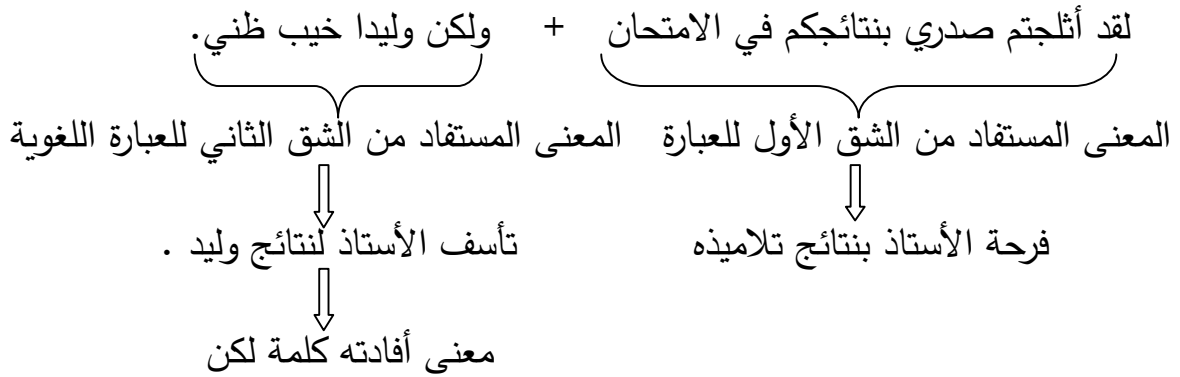 لقد أثلجتم صدري بنتائجكم في الامتحان + ولكن وليدا خيب ظني.
المعنى المستفاد من الشق الأول للعبارة المعنى المستفاد من الشق الثاني للعبارة اللغوية
فرحة الأستاذ بنتائج تلاميذه تأسف الأستاذ لنتائج وليد .
معنى أفادته كلمة لكن